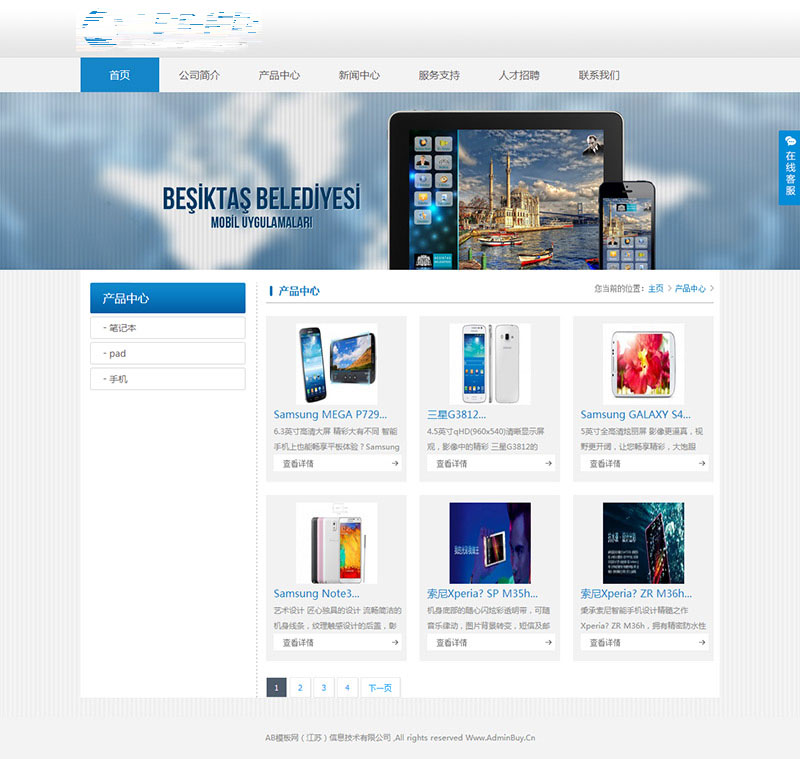 首页 公司简介 产品中心 新闻中心 服务支持 人才招聘 联系我们
在线客服
BEŞİKTAŞ BELEDİYESİ
MOBİL UYGULAMALARI
产品中心
- 笔记本
- pad
- 手机
产品中心
您当前的位置：主页 > 产品中心 >
Samsung MEGA P729...
6.3英寸高清大屏 精彩大有不同 智能
手机上也能畅享平板体验？Samsung
查看详情 →
三星G3812...
4.5英寸qHD(960x540)清晰显示屏
观，影像中的精彩 三星G3812的
查看详情 →
Samsung GALAXY S4...
5英寸全高清炫丽屏 影像更逼真，视
野更开阔，让您畅享精彩，大饱眼
查看详情 →
Samsung Note3...
艺术设计 匠心独具的设计 流畅简洁的
机身线条，纹理触感设计的后盖，彰
查看详情 →
索尼Xperia? SP M35h...
机身底部的随心闪炫彩透明带，可随
音乐律动，图片背景转变，短信及邮
查看详情 →
索尼Xperia? ZR M36h...
秉承索尼智能手机设计精髓之作
Xperia? ZR M36h，拥有精密防水性
查看详情 →
1 2 3 4 下一页
AB模板网（江苏）信息技术有限公司 ,All rights reserved Www.AdminBuy.Cn